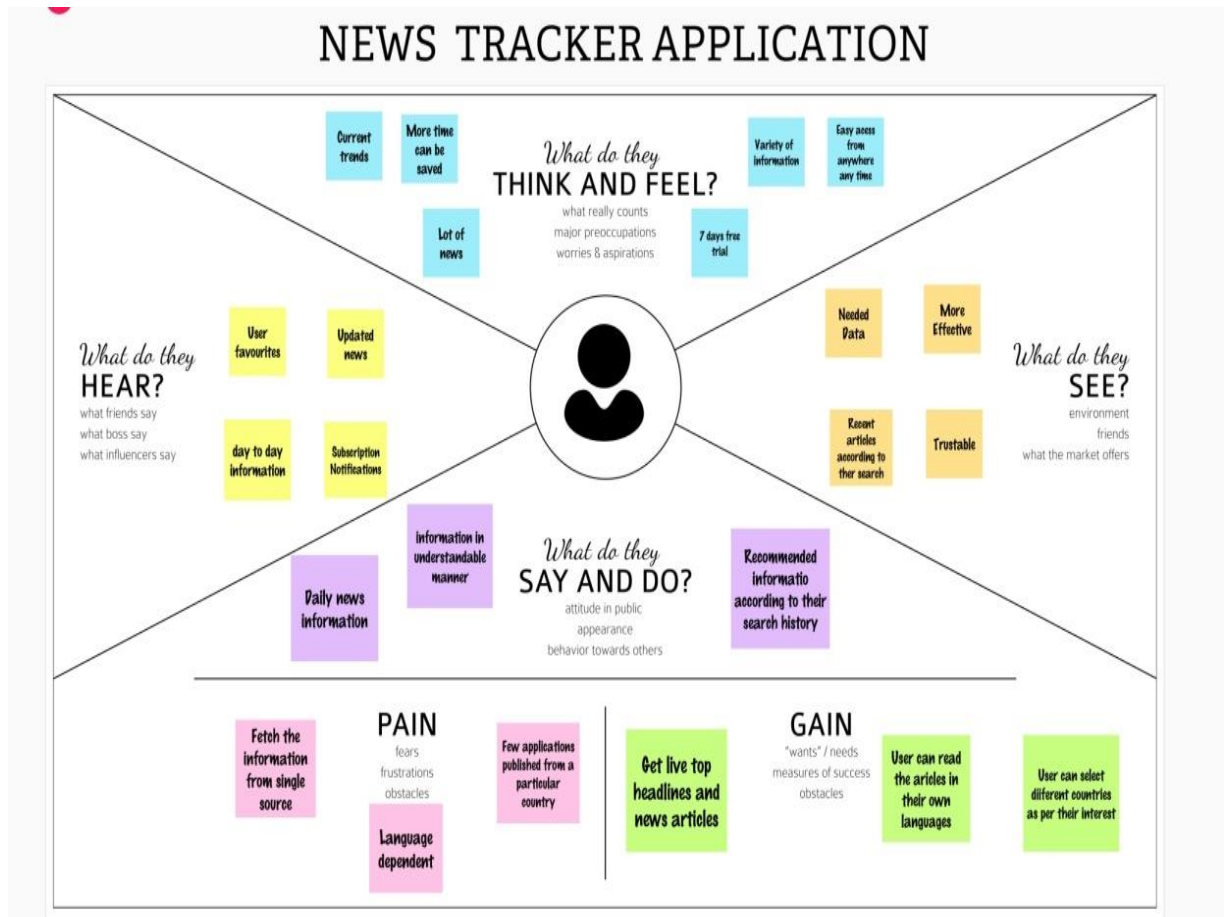 NEWS TRACKER APPLICATION
Current
trends
More time
can be
saved
Lot of
news
What do they
THINK AND FEEL?
what really counts
major preoccupations
worries & aspirations
Variety of
information
Easy acess
from
anywhere
any time
7 days free
trial
What do they
HEAR?
what friends say
what boss say
what influencers say
User
favourites
Updated
news
day to day
information
Subscription
Notifications
Needed
Data
More
Effective
Recent
articles
according to
ther search
Trustable
What do they
SEE?
environment
friends
what the market offers
Daily news
information
information in
understandable
manner
What do they
SAY AND DO?
attitude in public
appearance
behavior towards others
Recommended
informatio
according to their
search history
PAIN
fears
frustrations
obstacles
Fetch the
information
from single
source
Language
dependent
Few applications
published from a
particular
country
GAIN
"wants" / needs
measures of success
obstacles
Get live top
headlines and
news articles
User can read
the aricles in
their own
languages
User can select
different countries
as per their interest